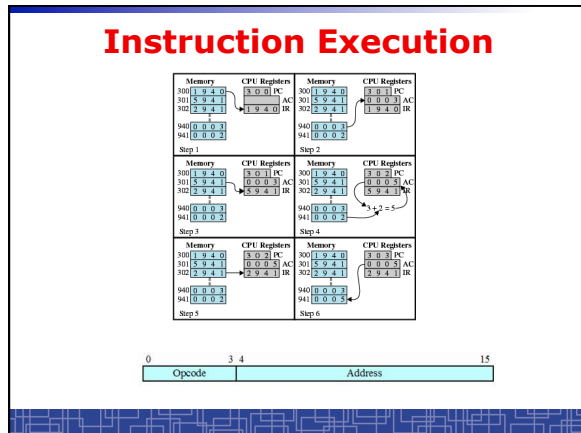 Instruction Execution
Memory CPU Registers
300 1 9 4 0 3 0 0 PC
301 5 9 4 1 AC
302 2 9 4 1 1 9 4 0 IR
940 0 0 0 3
941 0 0 0 2
Step 1
Memory CPU Registers
300 1 9 4 0 3 0 1 PC
301 5 9 4 1 0 0 0 3 AC
302 2 9 4 1 1 9 4 0 IR
940 0 0 0 3
941 0 0 0 2
Step 2
Memory CPU Registers
300 1 9 4 0 3 0 1 PC
301 5 9 4 1 0 0 0 3 AC
302 2 9 4 1 5 9 4 1 IR
940 0 0 0 3
941 0 0 0 2
Step 3
Memory CPU Registers
300 1 9 4 0 3 0 2 PC
301 5 9 4 1 0 0 0 5 AC
302 2 9 4 1 5 9 4 1 IR
940 0 0 0 3 3 + 2 = 5
941 0 0 0 2
Step 4
Memory CPU Registers
300 1 9 4 0 3 0 2 PC
301 5 9 4 1 0 0 0 5 AC
302 2 9 4 1 2 9 4 1 IR
940 0 0 0 3
941 0 0 0 2
Step 5
Memory CPU Registers
300 1 9 4 0 3 0 3 PC
301 5 9 4 1 0 0 0 5 AC
302 2 9 4 1 2 9 4 1 IR
940 0 0 0 3
941 0 0 0 5
Step 6
0 3 4 15
Opcode Address